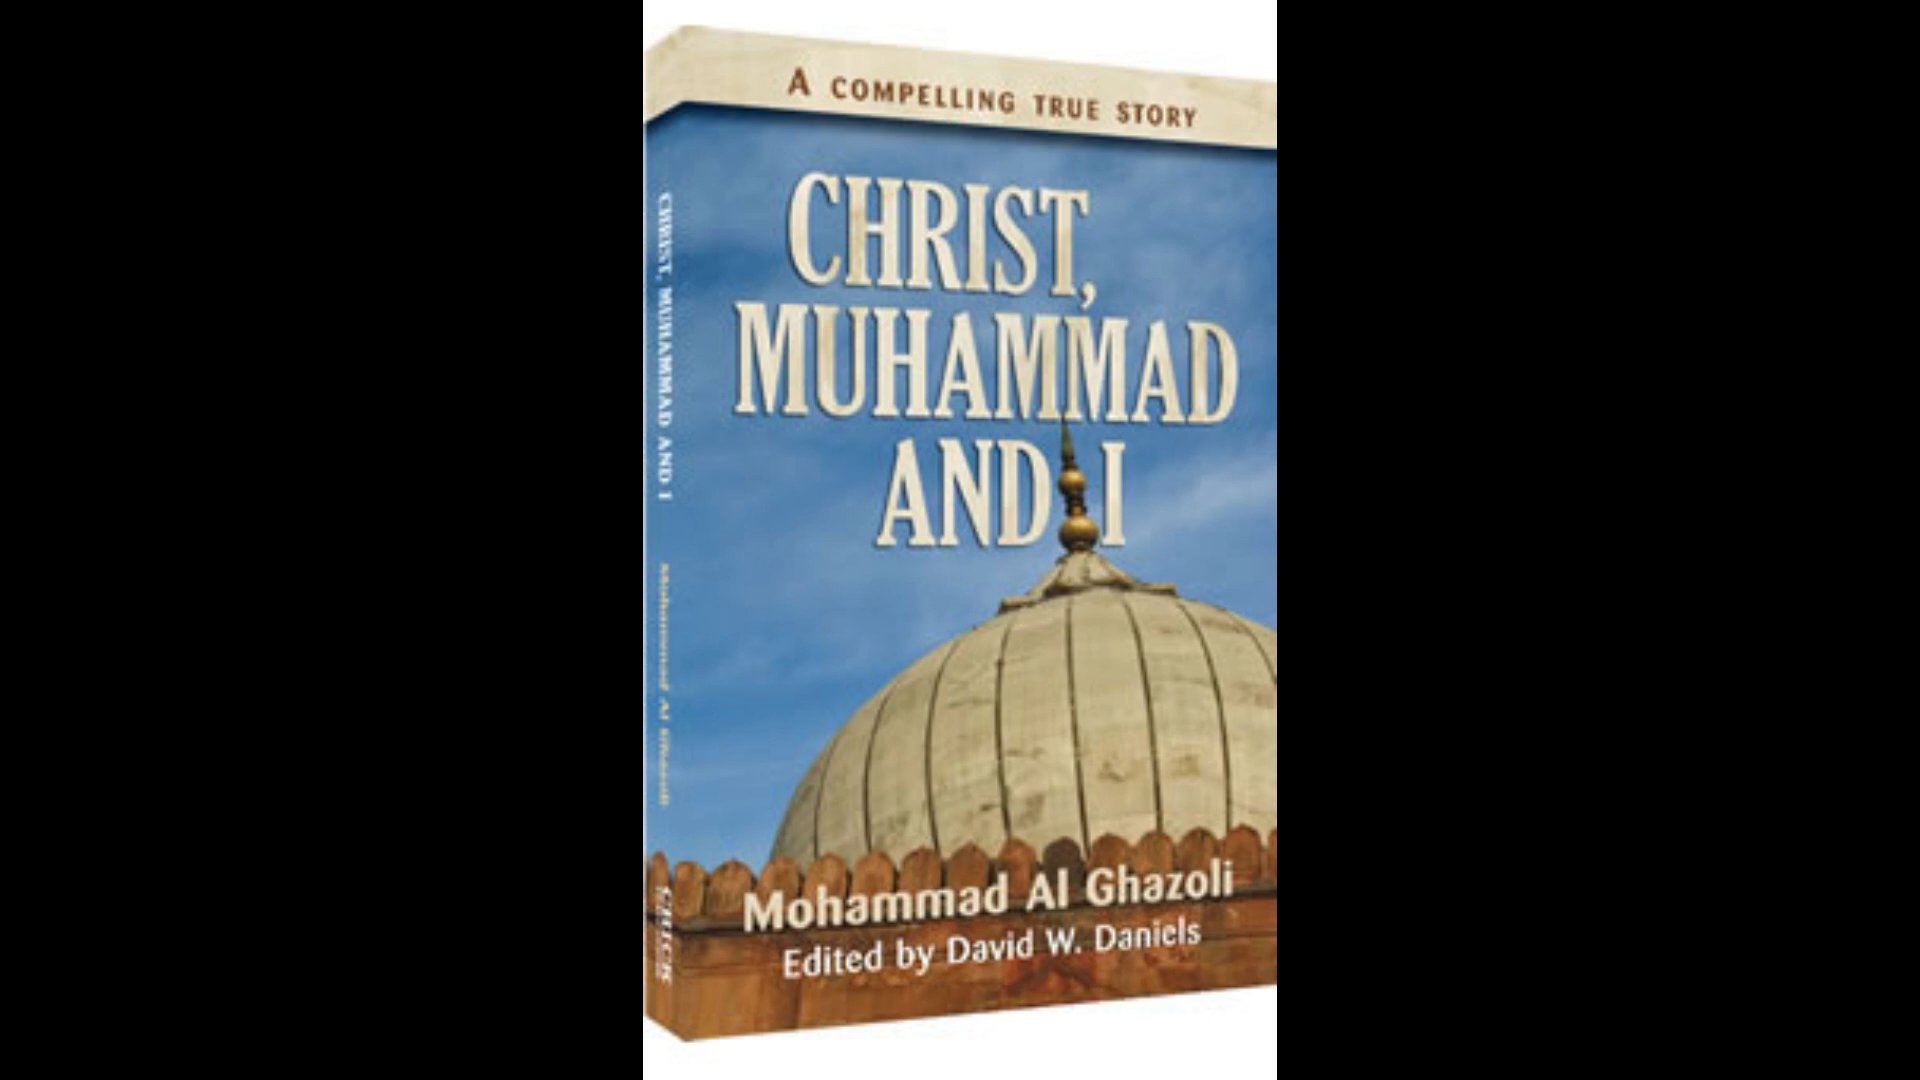 A COMPELLING TRUE STORY
CHRIST,
MUHAMMAD
AND I
Mohammad Al Ghazoli
Edited by David W. Daniels
CHRIST, MUHAMMAD AND I
Mohammad Al Ghazoli
CHICK